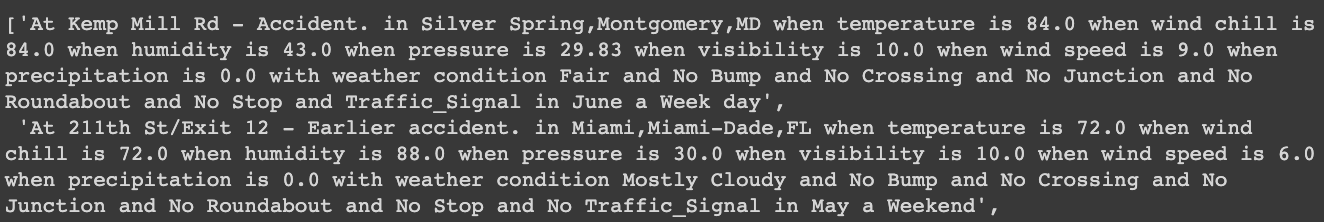 ['At Kemp Mill Rd - Accident. in Silver Spring,Montgomery,MD when temperature is 84.0 when wind chill is
84.0 when humidity is 43.0 when pressure is 29.83 when visibility is 10.0 when wind speed is 9.0 when
precipitation is 0.0 with weather condition Fair and No Bump and No Crossing and No Junction and No
Roundabout and No Stop and Traffic_Signal in June a Week day',
'At 211th St/Exit 12 - Earlier accident. in Miami,Miami-Dade,FL when temperature is 72.0 when wind
chill is 72.0 when humidity is 88.0 when pressure is 30.0 when visibility is 10.0 when wind speed is 6.0
when precipitation is 0.0 with weather condition Mostly Cloudy and No Bump and No Crossing and No
Junction and No Roundabout and No Stop and No Traffic_Signal in May a Weekend',